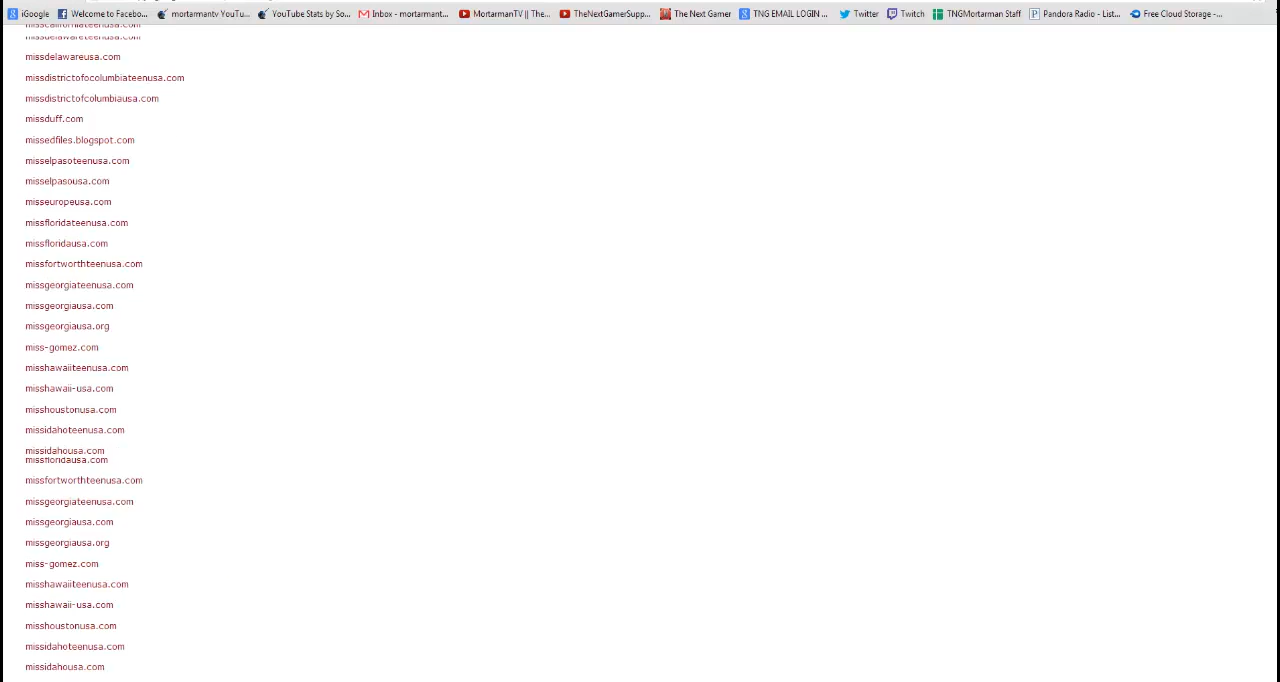 iGoogle Welcome to Facebo... mortarmantv YouTu... YouTube Stats by So... Inbox - mortarmant... MortarmanTV || The... TheNextGamerSupp... The Next Gamer TNG EMAIL LOGIN ... Twitter Twitch TNGMortarman Staff Pandora Radio - List... Free Cloud Storage -...
missdelawareteenusa.com
missdelawareusa.com
missdistrictofocolumbiateenusa.com
missdistrictofcolumbiausa.com
missduff.com
missedfiles.blogspot.com
misselpasoteenusa.com
misselpasousa.com
misseuropeusa.com
missfloridateenusa.com
missfloridausa.com
missfortworthteenusa.com
missgeorgiateenusa.com
missgeorgiausa.com
missgeorgiausa.org
miss-gomez.com
misshawaiiteenusa.com
misshawaii-usa.com
misshoustonusa.com
missidahoteenusa.com
missidahousa.com
missfloridausa.com
missfortworthteenusa.com
missgeorgiateenusa.com
missgeorgiausa.com
missgeorgiausa.org
miss-gomez.com
misshawaiiteenusa.com
misshawaii-usa.com
misshoustonusa.com
missidahoteenusa.com
missidahousa.com